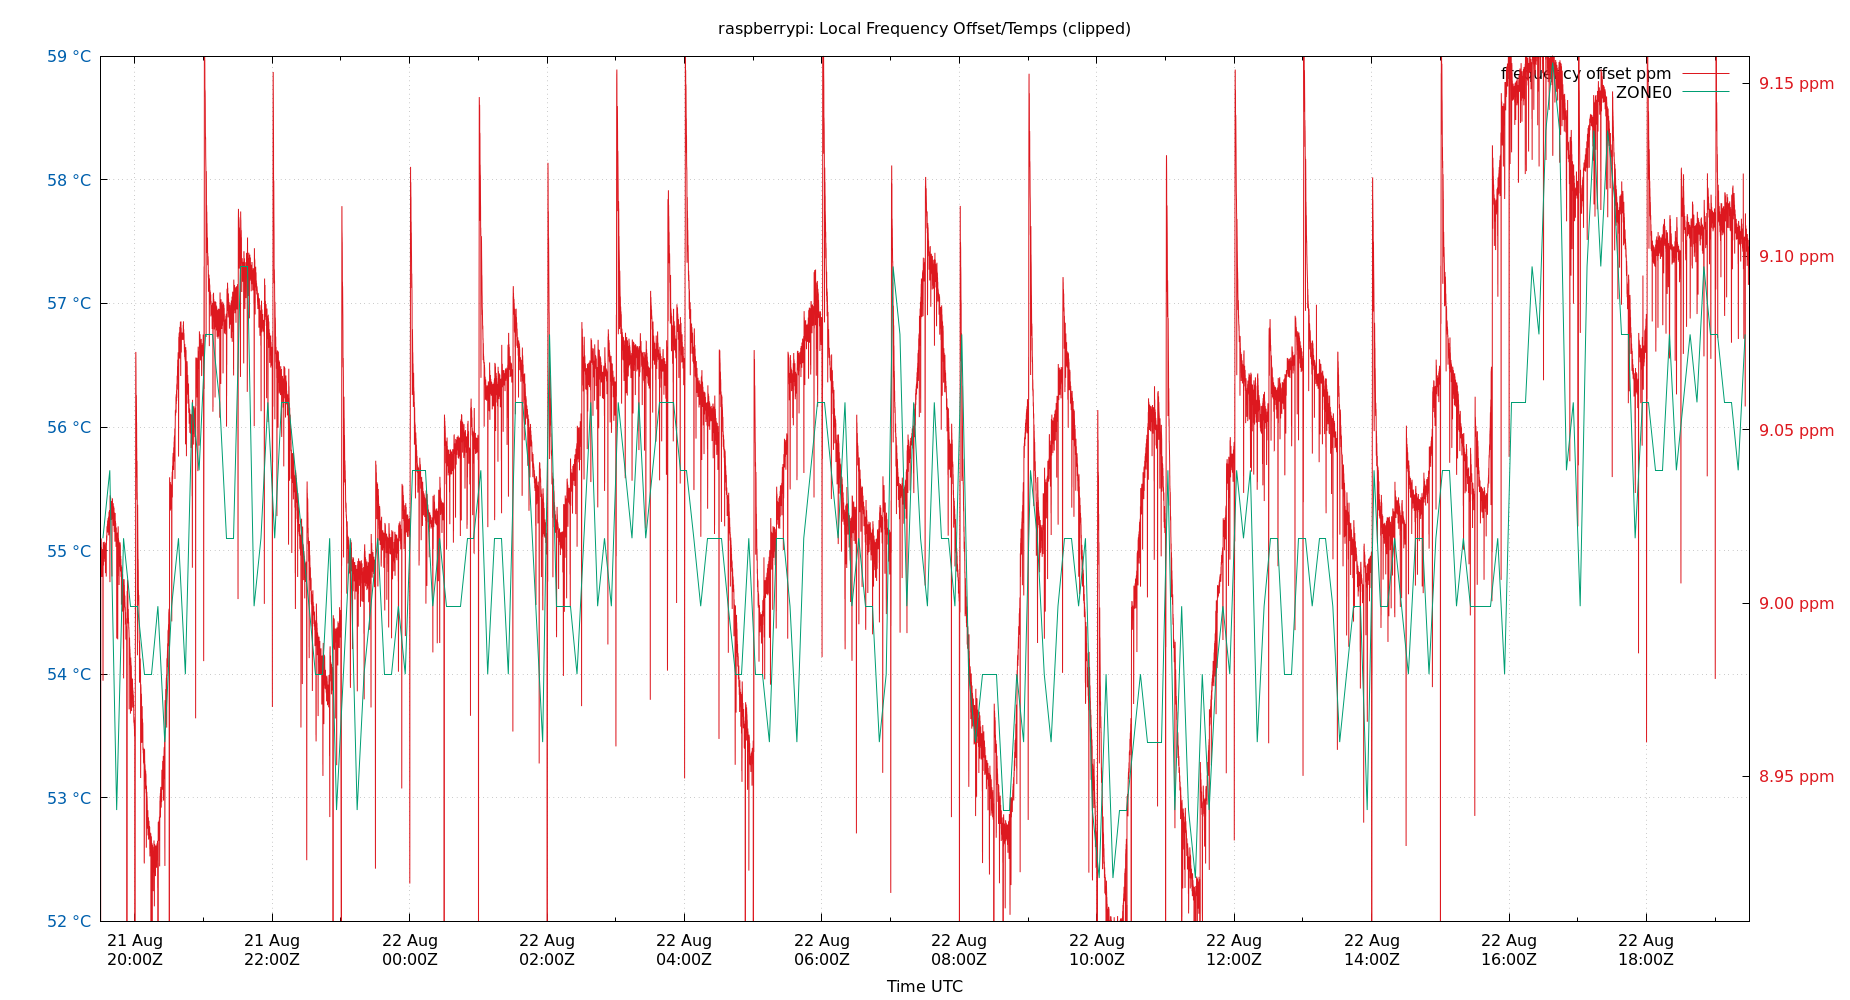 raspberrypi: Local Frequency Offset/Temps (clipped)
59 °C
58 °C
57 °C
56 °C
55 °C
54 °C
53 °C
52 °C
frequency offset ppm
ZONE0
9.15 ppm
9.10 ppm
9.05 ppm
9.00 ppm
8.95 ppm
21 Aug 21 Aug 22 Aug 22 Aug 22 Aug 22 Aug 22 Aug 22 Aug 22 Aug 22 Aug 22 Aug 22 Aug
20:00Z 22:00Z 00:00Z 02:00Z 04:00Z 06:00Z 08:00Z 10:00Z 12:00Z 14:00Z 16:00Z 18:00Z
Time UTC